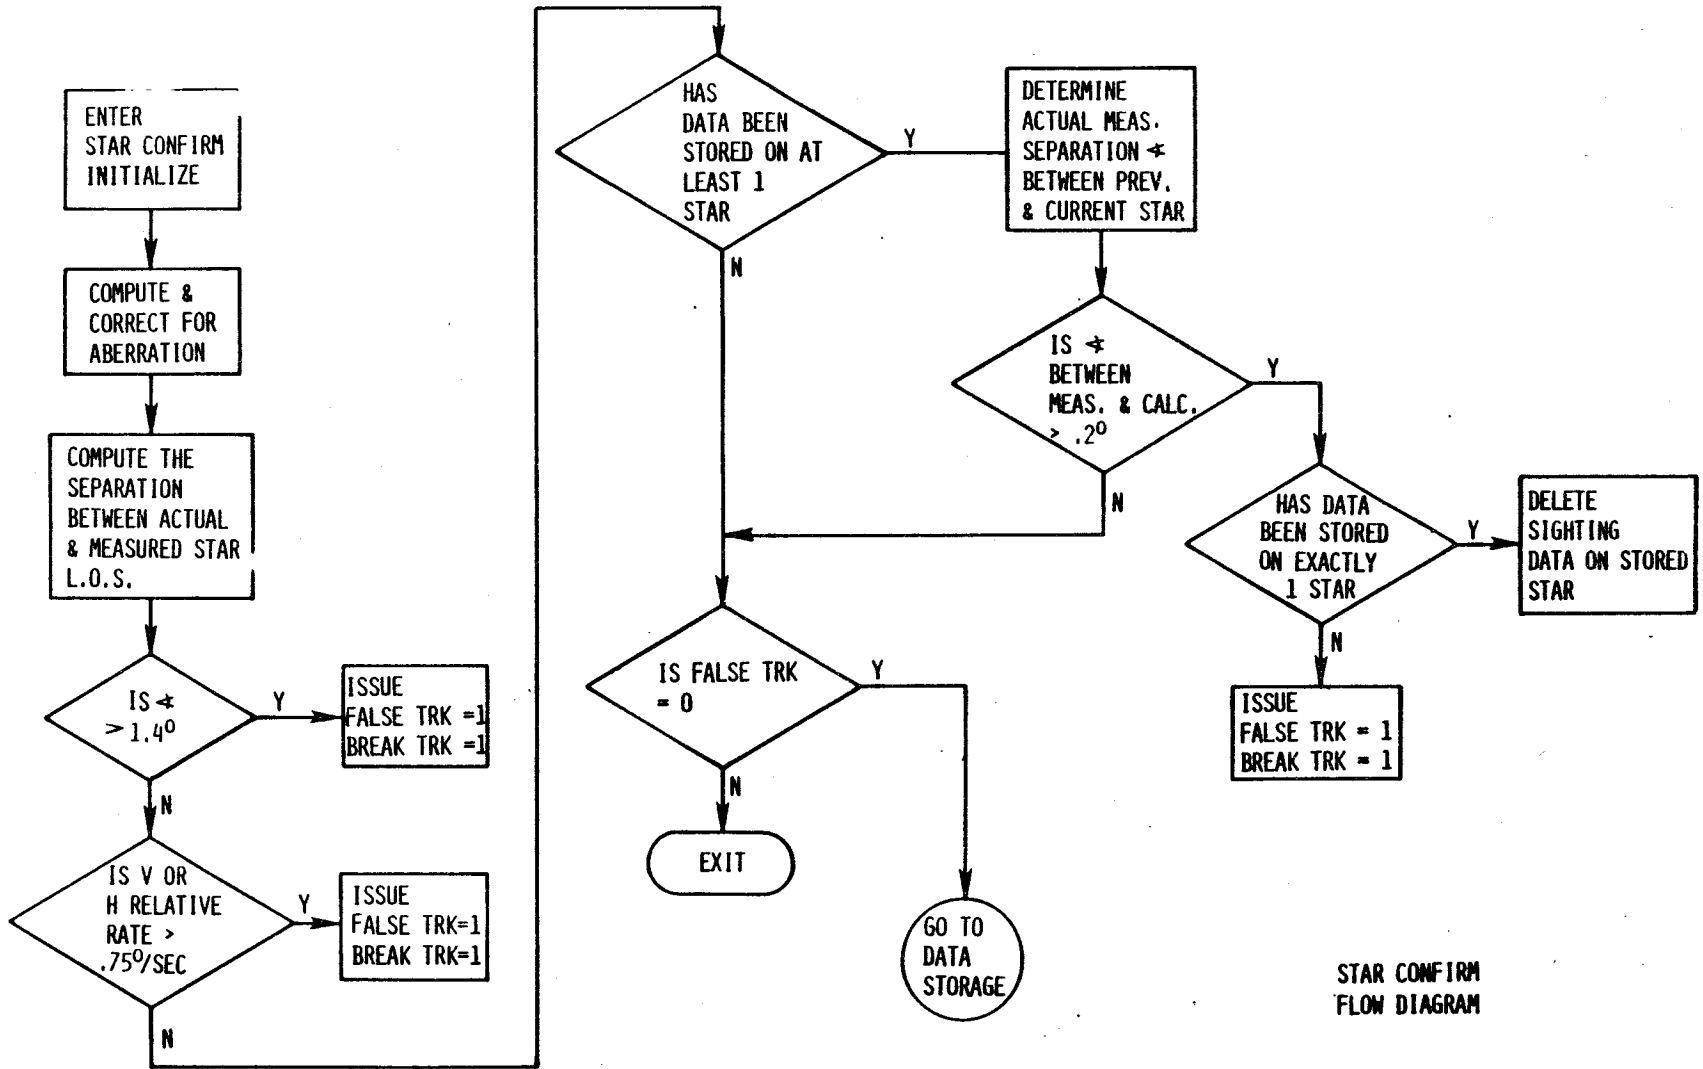 ENTER
STAR CONFIRM
INITIALIZE
COMPUTE &
CORRECT FOR
ABERRATION
COMPUTE THE
SEPARATION
BETWEEN ACTUAL
& MEASURED STAR
L.O.S.
IS ∢
> 1.4º
Y
ISSUE
FALSE TRK =1
BREAK TRK =1
N
IS V OR
H RELATIVE
RATE >
.75º/SEC
Y
ISSUE
FALSE TRK=1
BREAK TRK=1
N
HAS
DATA BEEN
STORED ON AT
LEAST 1
STAR
Y
DETERMINE
ACTUAL MEAS.
SEPARATION ∢
BETWEEN PREV.
& CURRENT STAR
N
IS ∢
BETWEEN
MEAS. & CALC.
> .2º
Y
N
HAS DATA
BEEN STORED
ON EXACTLY
1 STAR
Y
DELETE
SIGHTING
DATA ON STORED
STAR
N
ISSUE
FALSE TRK = 1
BREAK TRK = 1
IS FALSE TRK
= 0
Y
N
EXIT
GO TO
DATA
STORAGE
STAR CONFIRM
FLOW DIAGRAM